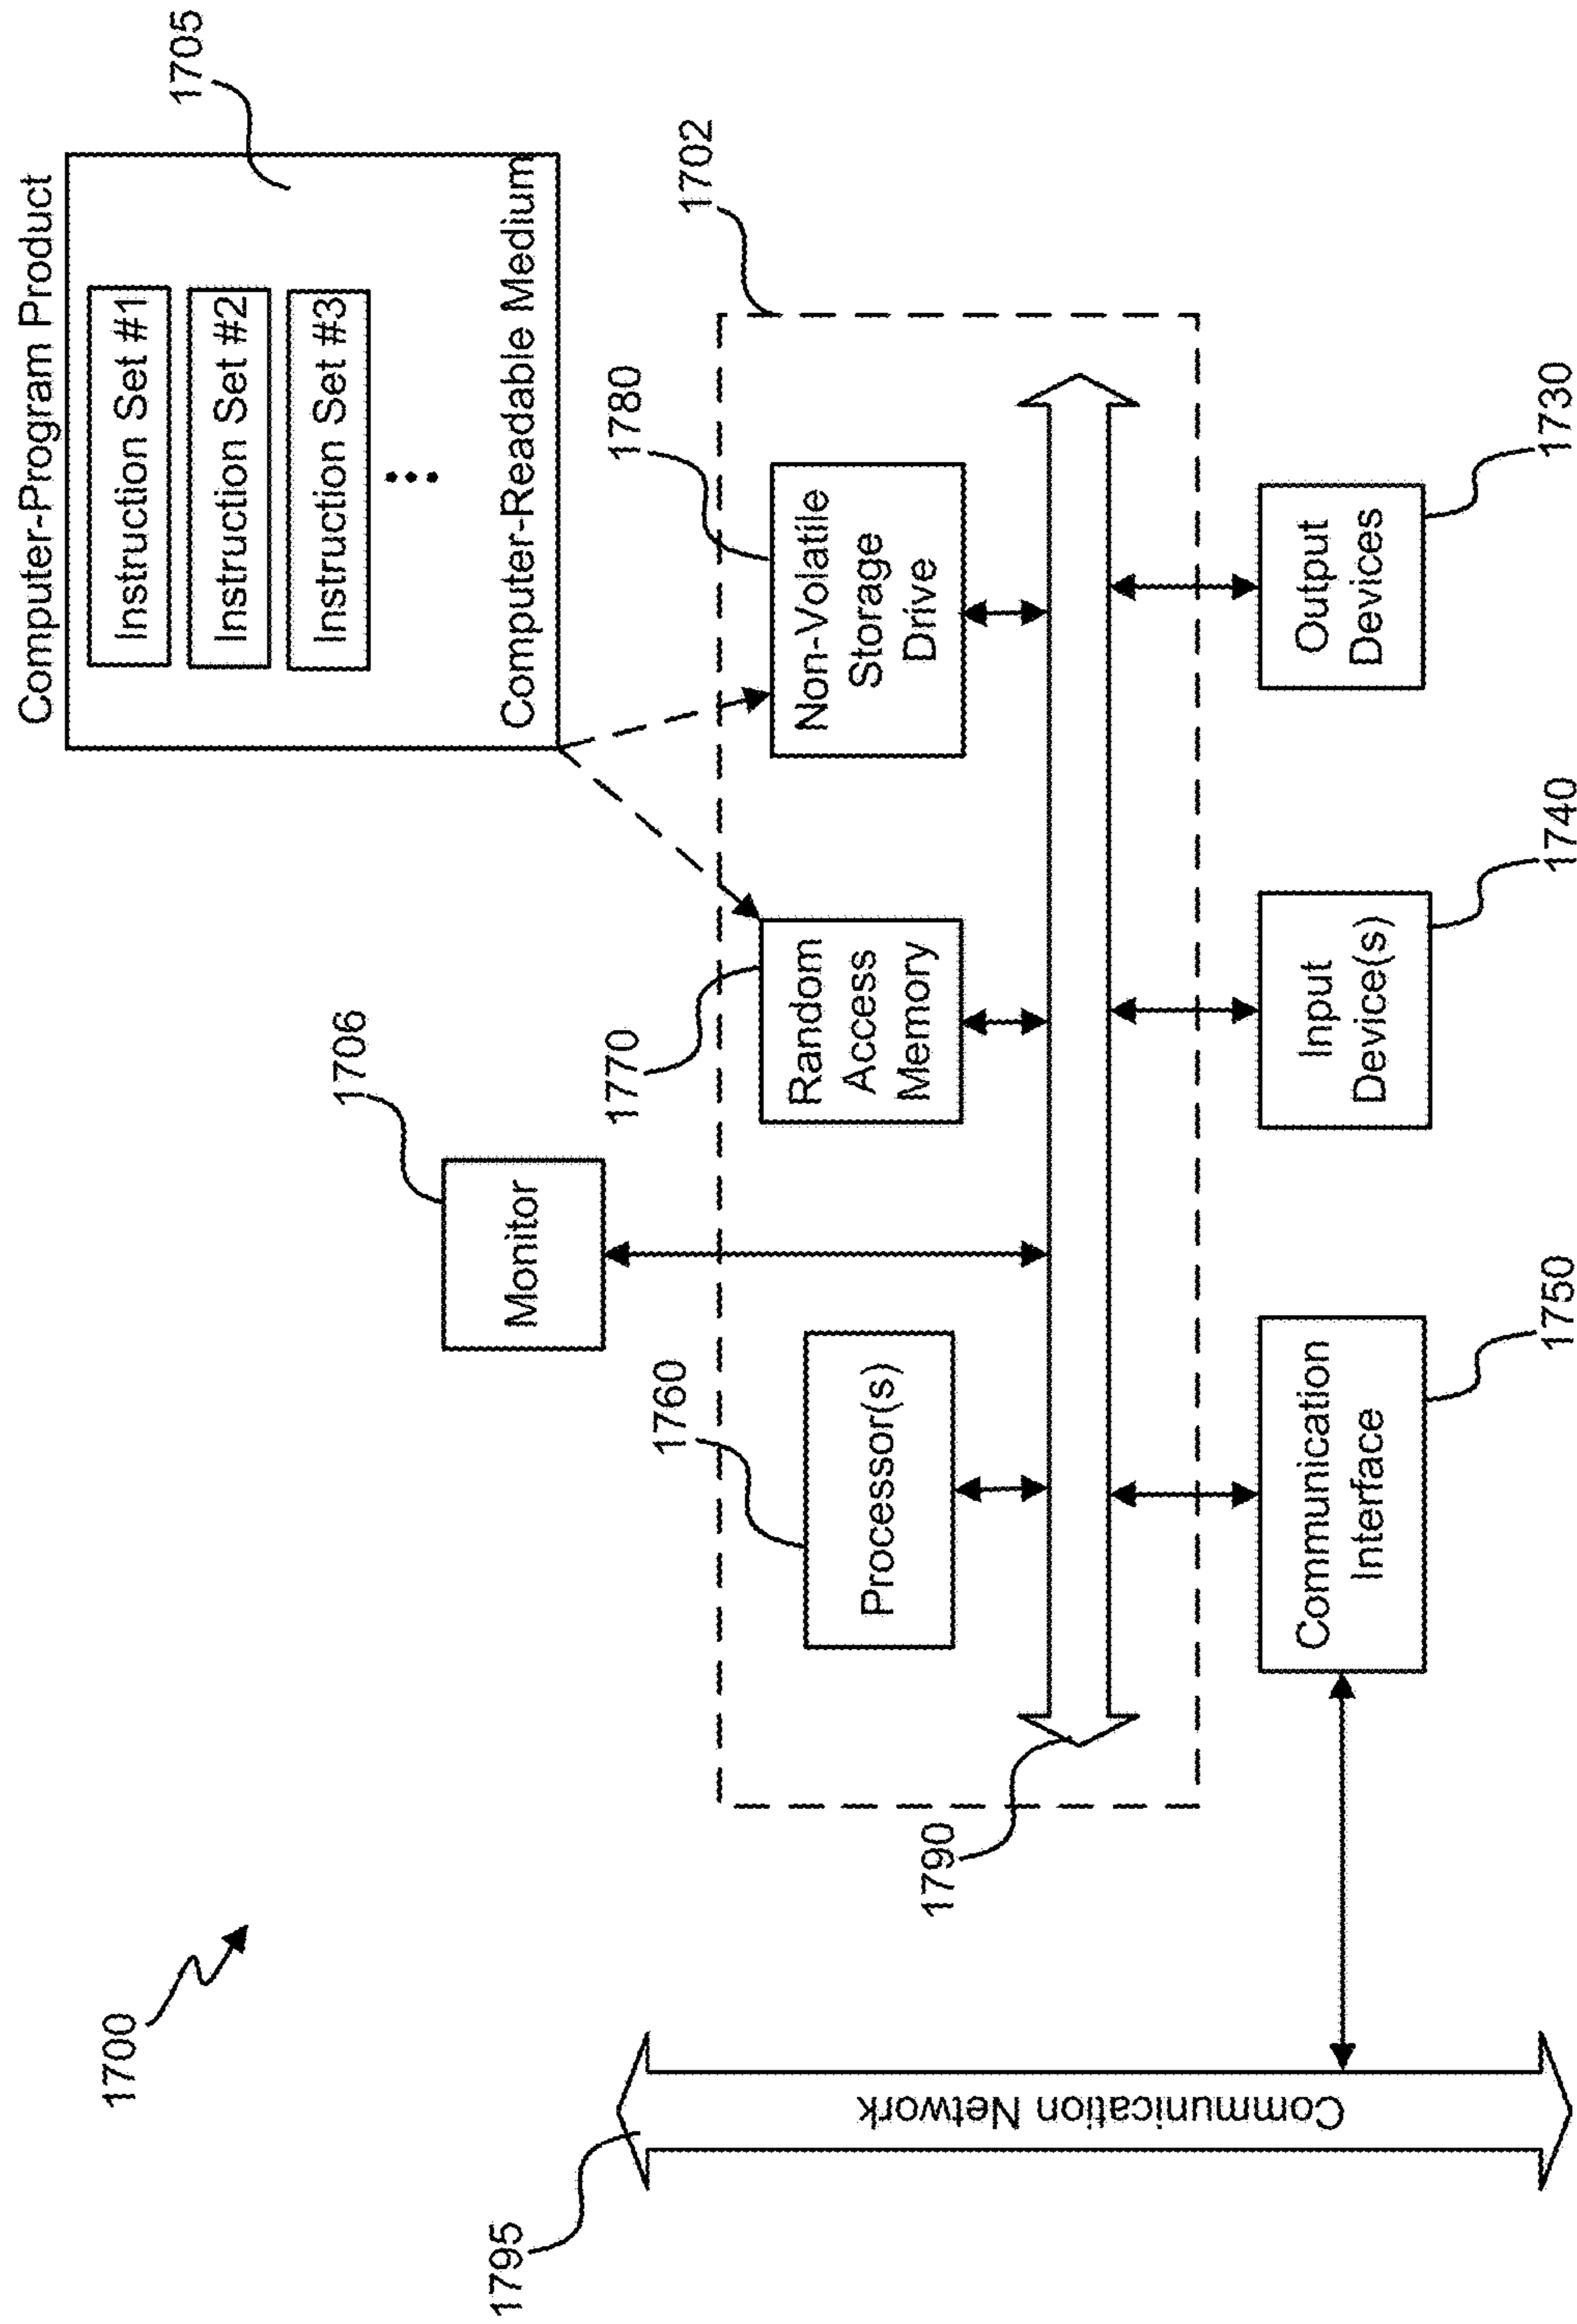 Computer-Program Product
1705
Instruction Set #1
Instruction Set #2
Instruction Set #3
Computer-Readable Medium
1700
1706
Monitor
1702
1760
1770
1780
Processor(s)
Random
Access
Memory
Non-Volatile
Storage
Drive
1790
1795
Communication Network
Communication
Interface
Input
Device(s)
Output
Devices
1750
1740
1730